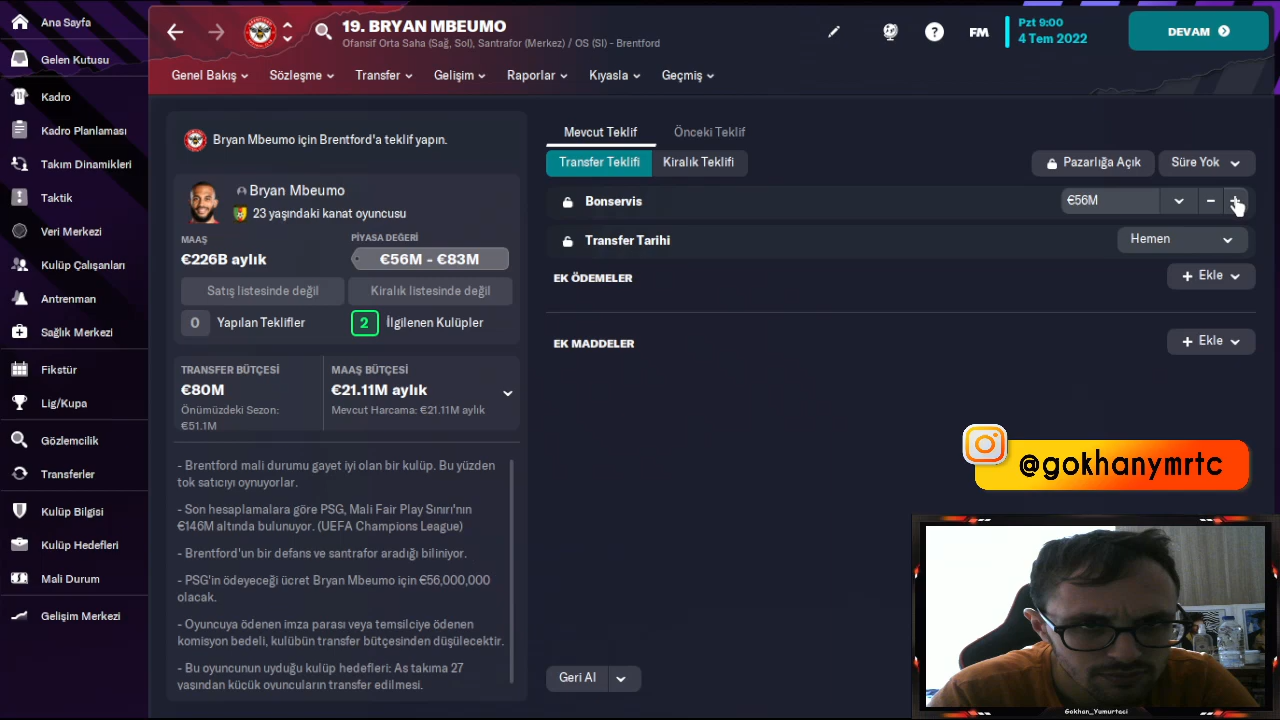 Ana Sayfa
Gelen Kutusu
Kadro
Kadro Planlaması
Takım Dinamikleri
Taktik
Veri Merkezi
Kulüp Çalışanları
Antrenman
Sağlık Merkezi
Fikstür
Lig/Kupa
Gözlemcilik
Transferler
Kulüp Bilgisi
Kulüp Hedefleri
Mali Durum
Gelişim Merkezi
19. BRYAN MBEUMO
Ofansif Orta Saha (Sağ, Sol), Santrafor (Merkez) / OS (Sl) - Brentford
FM
Pzt 9:00
4 Tem 2022
DEVAM
Genel Bakış
Sözleşme
Transfer
Gelişim
Raporlar
Kıyasla
Geçmiş
Bryan Mbeumo için Brentford'a teklif yapın.
Bryan Mbeumo
23 yaşındaki kanat oyuncusu
MAAŞ
PİYASA DEĞERİ
€226B aylık
€56M - €83M
Satış listesinde değil
Kiralık listesinde değil
0 Yapılan Teklifler
2 İlgilenen Kulüpler
TRANSFER BÜTÇESİ
€80M
Önümüzdeki Sezon:
€51.1M
MAAŞ BÜTÇESİ
€21.11M aylık
Mevcut Harcama: €21.11M aylık
- Brentford mali durumu gayet iyi olan bir kulüp. Bu yüzden
tok satıcıyı oynuyorlar.
- Son hesaplamalara göre PSG, Mali Fair Play Sınırı'nın
€146M altında bulunuyor. (UEFA Champions League)
- Brentford'un bir defans ve santrafor aradığı biliniyor.
- PSG'in ödeyeceği ücret Bryan Mbeumo için €56,000,000
olacak.
- Oyuncuya ödenen imza parası veya temsilciye ödenen
komisyon bedeli, kulübün transfer bütçesinden düşülecektir.
- Bu oyuncunun uyduğu kulüp hedefleri: As takıma 27
yaşından küçük oyuncuların transfer edilmesi.
Mevcut Teklif
Önceki Teklif
Transfer Teklifi
Kiralık Teklifi
Pazarlığa Açık
Süre Yok
Bonservis
€56M
Transfer Tarihi
Hemen
EK ÖDEMELER
+ Ekle
EK MADDELER
+ Ekle
Geri Al
@gokhanymrtc
Gokhan_Yumurtaci